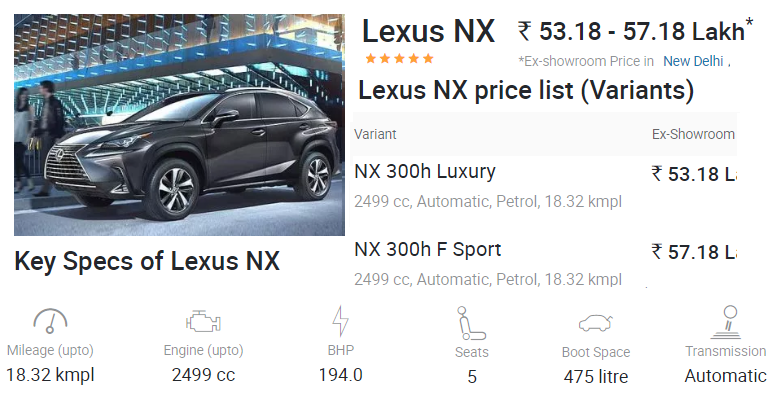 Lexus NX ₹ 53.18 - 57.18 Lakh*
*Ex-showroom Price in New Delhi ,
Lexus NX price list (Variants)
Variant Ex-Showroom
NX 300h Luxury ₹ 53.18 L
2499 cc, Automatic, Petrol, 18.32 kmpl
NX 300h F Sport ₹ 57.18 L
2499 cc, Automatic, Petrol, 18.32 kmpl
Key Specs of Lexus NX
Mileage (upto) Engine (upto) BHP Seats Boot Space Transmission
18.32 kmpl 2499 cc 194.0 5 475 litre Automatic